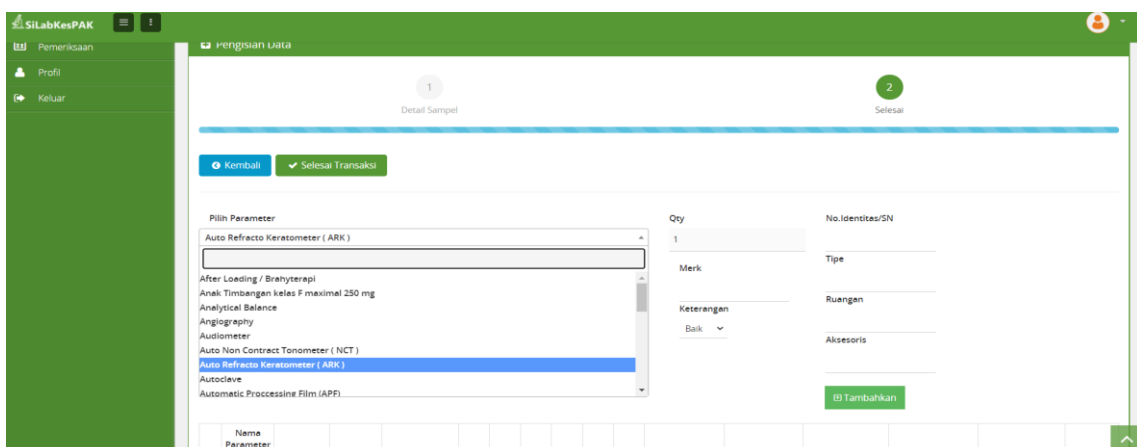 SiLabKesPAK
Pemeriksaan
Profil
Keluar
Pengisian Data
1
Detail Sampel
2
Selesai
Kembali
Selesai Transaksi
Pilih Parameter
Auto Refracto Keratometer ( ARK )
After Loading / Brahyterapi
Anak Timbangan kelas F maximal 250 mg
Analytical Balance
Angiography
Audiometer
Auto Non Contract Tonometer ( NCT )
Auto Refracto Keratometer ( ARK )
Autoclave
Automatic Proccessing Film (APF)
Qty
1
Merk
Keterangan
Baik
No.Identitas/SN
Tipe
Ruangan
Aksesoris
Tambahkan
Nama
Parameter